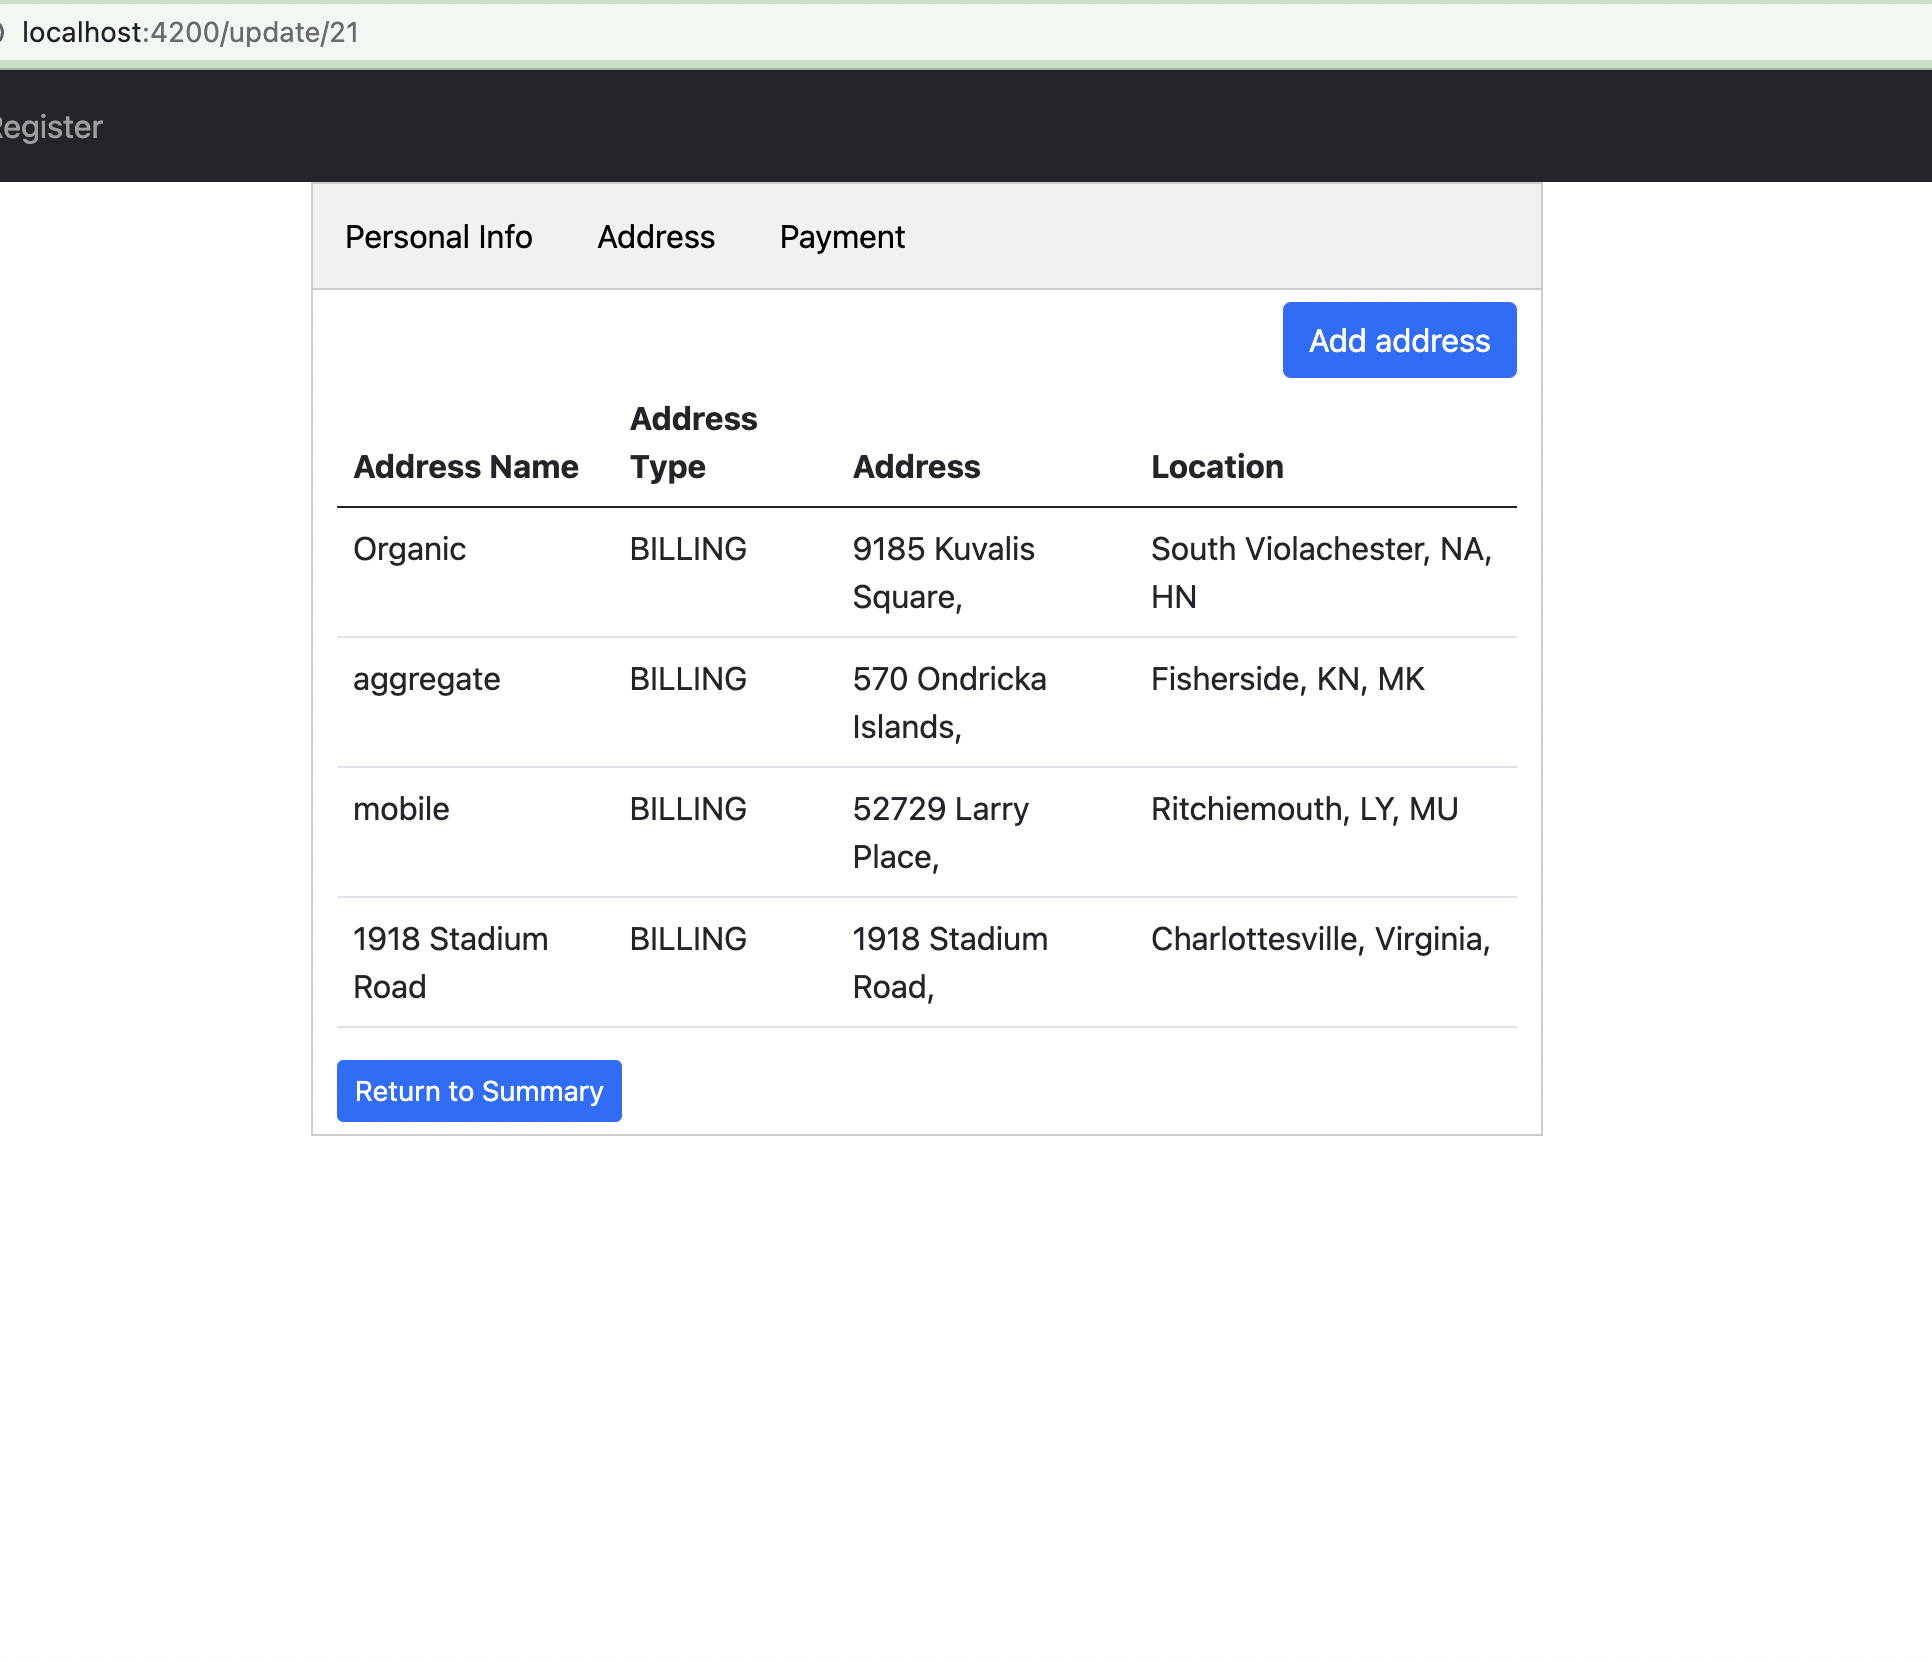 localhost:4200/update/21
Register
Personal Info Address Payment
Add address
Address Name Address Type Address Location
Organic BILLING 9185 Kuvalis Square, South Violachester, NA, HN
aggregate BILLING 570 Ondricka Islands, Fisherside, KN, MK
mobile BILLING 52729 Larry Place, Ritchiemouth, LY, MU
1918 Stadium Road BILLING 1918 Stadium Road, Charlottesville, Virginia,
Return to Summary